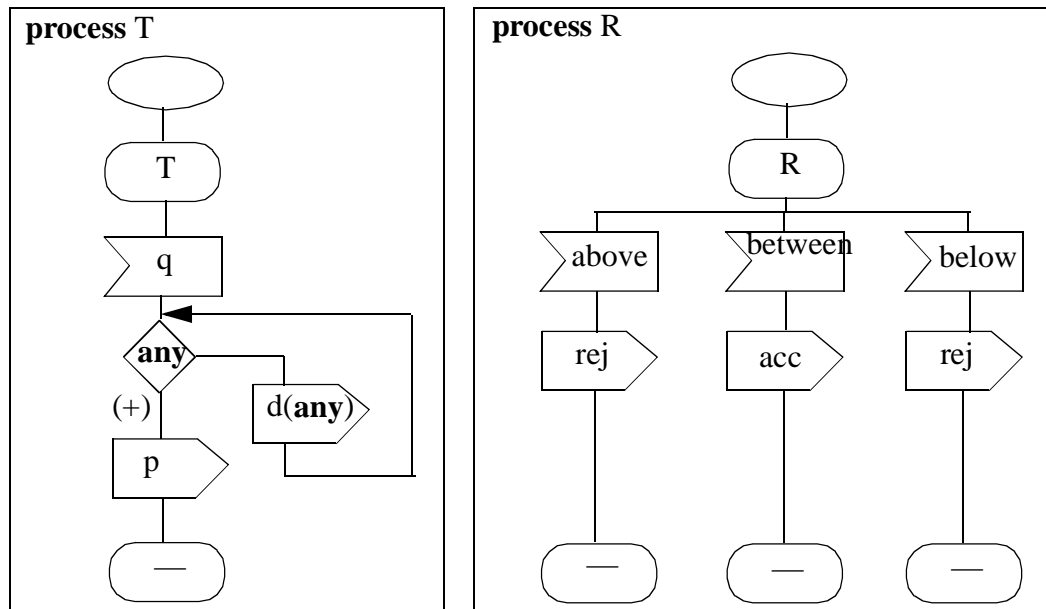 process T
T
q
any
(+)
d(any)
p
—
process R
R
above
between
below
rej
acc
rej
—
—
—